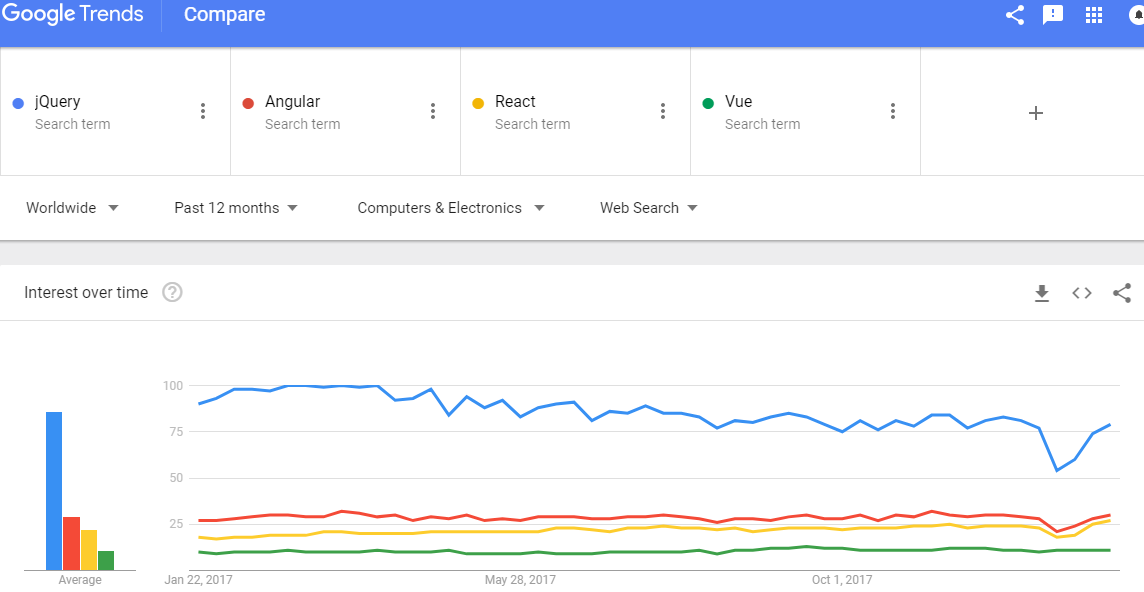 Google Trends Compare
jQuery
Search term
Angular
Search term
React
Search term
Vue
Search term
+
Worldwide
Past 12 months
Computers & Electronics
Web Search
Interest over time ?
100
75
50
25
Average
Jan 22, 2017
May 28, 2017
Oct 1, 2017